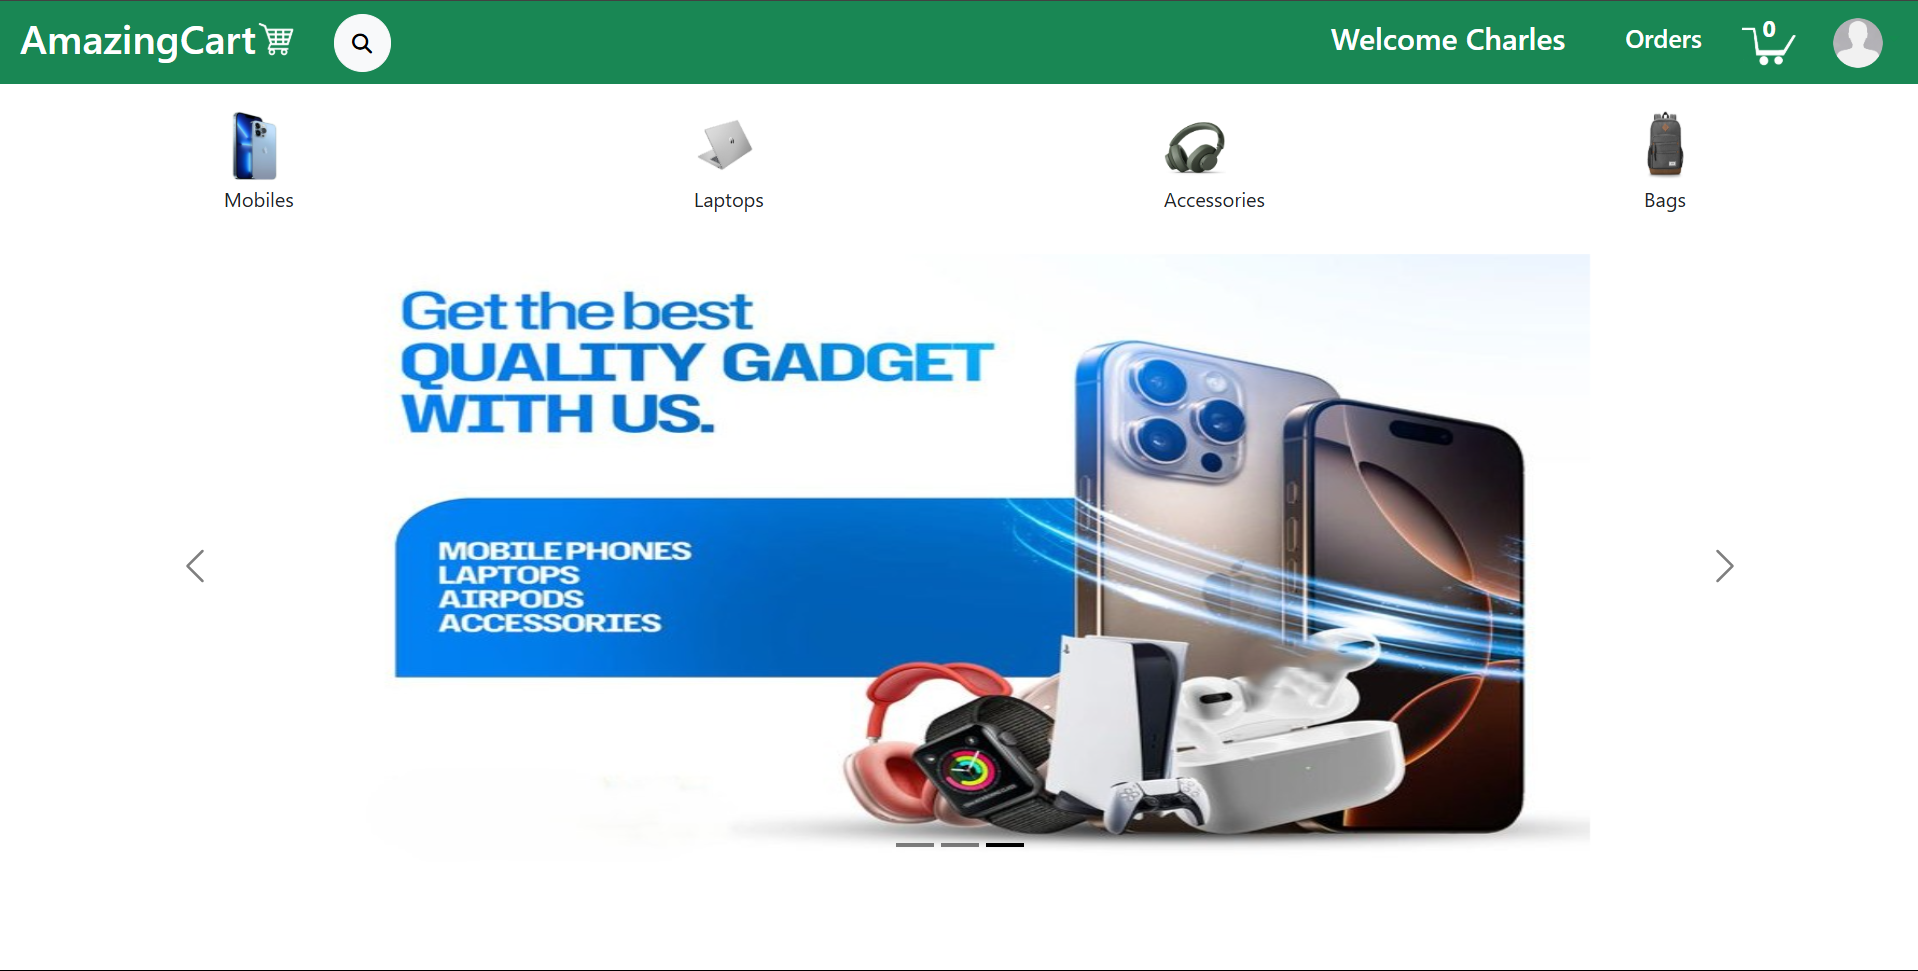 AmazingCart
Welcome Charles
Orders
0
Mobiles
Laptops
Accessories
Bags
Get the best
QUALITY GADGET
WITH US.
MOBILE PHONES
LAPTOPS
AIRPODS
ACCESSORIES